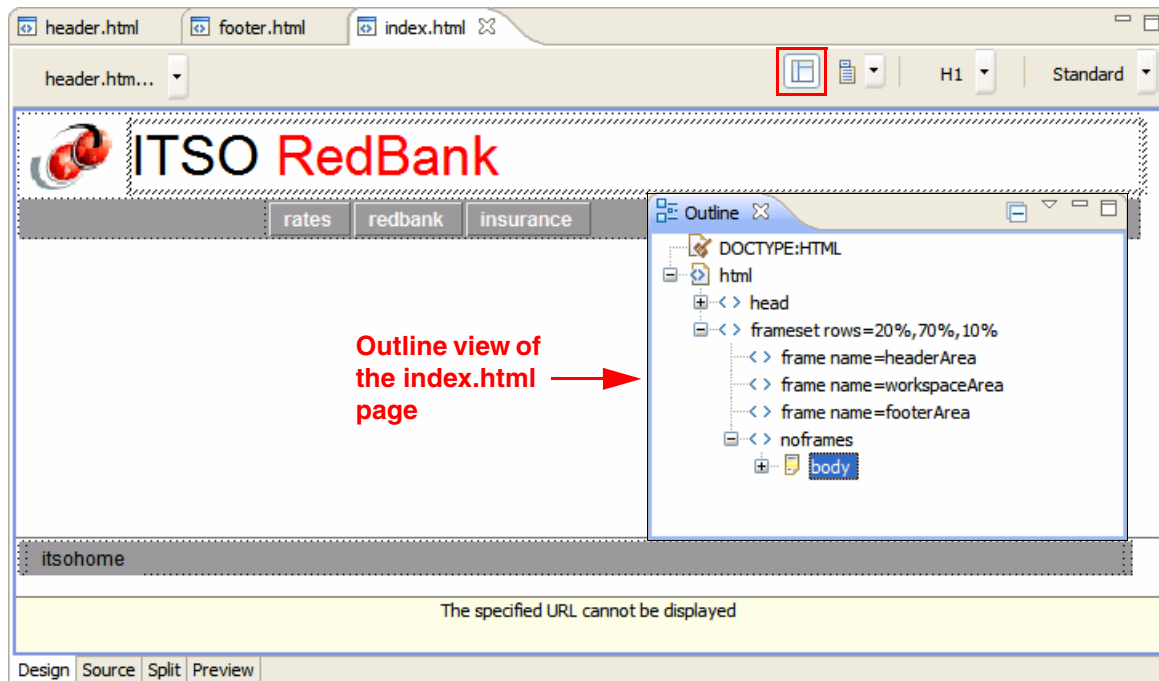 header.html footer.html index.html
header.htm... H1 Standard
ITSO RedBank
rates redbank insurance
Outline
DOCTYPE:HTML
html
head
frameset rows=20%,70%,10%
frame name=headerArea
frame name=workspaceArea
frame name=footerArea
noframes
body
Outline view of
the index.html
page
itsohome
The specified URL cannot be displayed
Design Source Split Preview